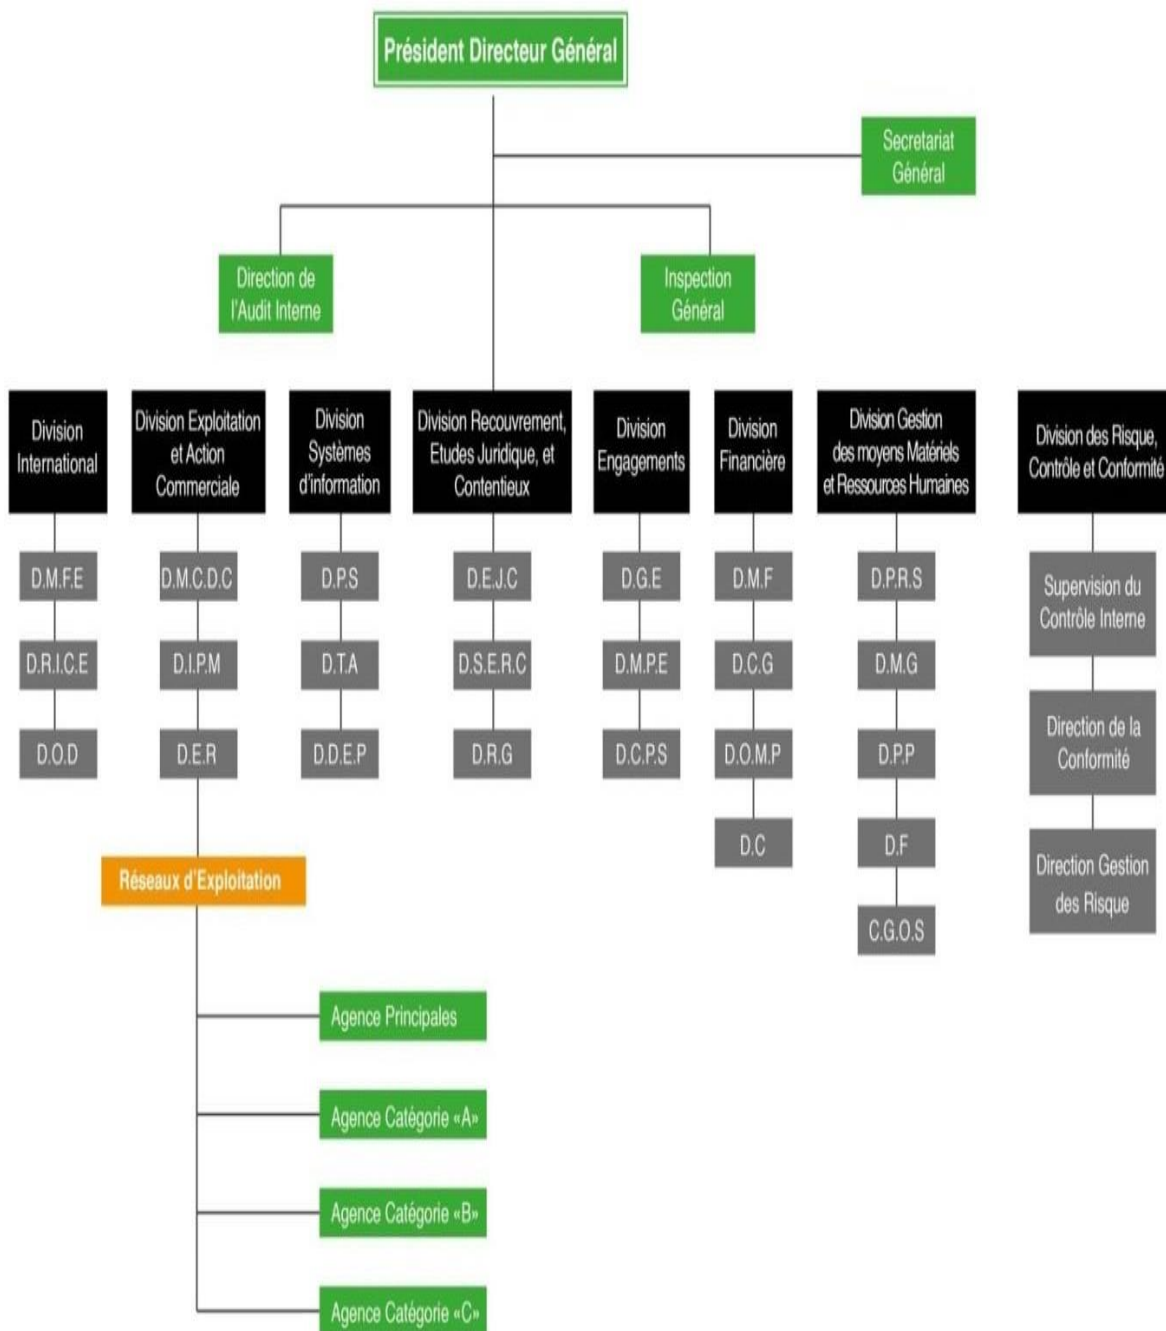 Président Directeur Général
Secretariat
Général
Direction de
l'Audit Interne
Inspection
Général
Division
International
Division Exploitation
et Action
Commerciale
Division
Systèmes
d'information
Division Recouvrement,
Etudes Juridique, et
Contentieux
Division
Engagements
Division
Financière
Division Gestion
des moyens Matériels
et Ressources Humaines
Division des Risque,
Contrôle et Conformité
D.M.F.E
D.R.I.C.E
D.O.D
D.M.C.D.C
D.I.P.M
D.E.R
D.P.S
D.T.A
D.D.E.P
D.E.J.C
D.S.E.R.C
D.R.G
D.G.E
D.M.P.E
D.C.P.S
D.M.F
D.C.G
D.O.M.P
D.C
D.P.R.S
D.M.G
D.P.P
D.F
C.G.O.S
Supervision du
Contrôle Interne
Direction de la
Conformité
Direction Gestion
des Risque
Réseaux d'Exploitation
Agence Principales
Agence Catégorie «A»
Agence Catégorie «B»
Agence Catégorie «C»